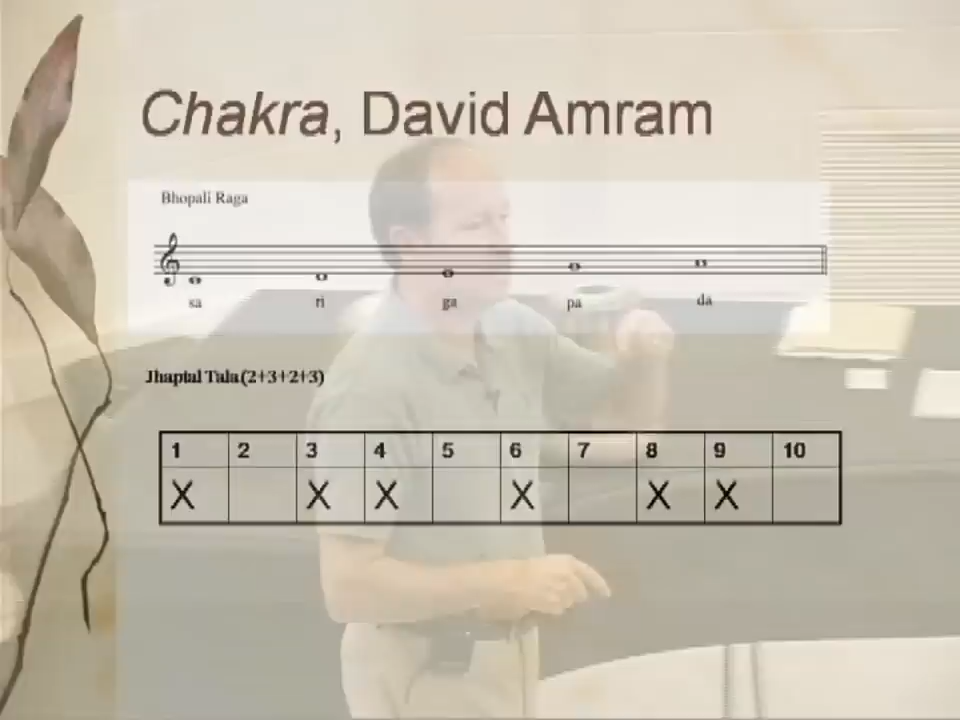 Chakra, David Amram
Bhopali Raga
sa ri ga pa da
Jhaptal Tala(2+3+2+3)
1 2 3 4 5 6 7 8 9 10
X X X X X X